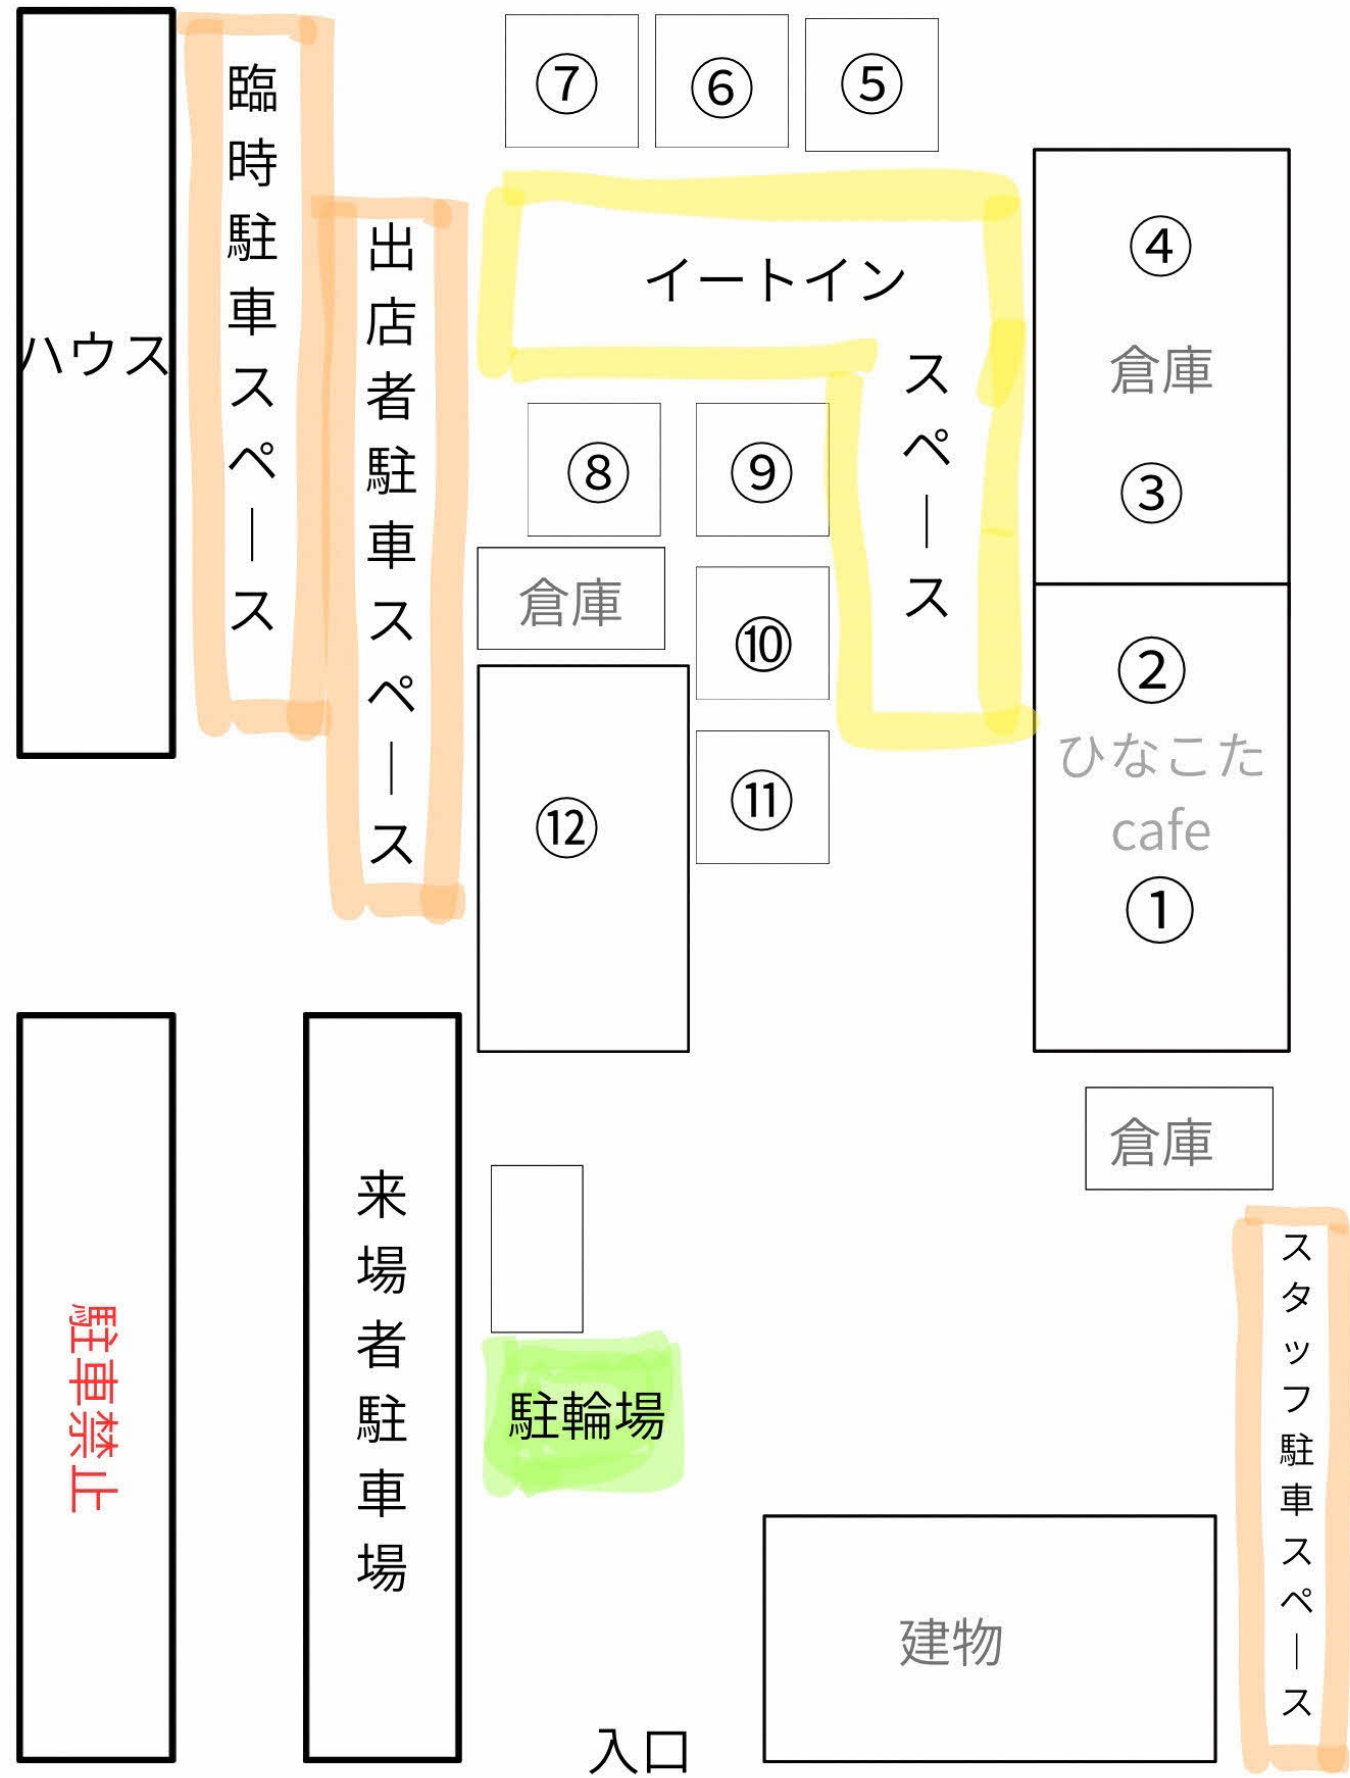 ⑦
⑥
⑤
臨時駐車スペース
出店者駐車スペース
ハウス
イートイン
スペース
④
倉庫
③
⑧
⑨
倉庫
⑩
②
ひなこた
cafe
①
⑪
⑫
倉庫
来場者駐車場
駐車禁止
駐輪場
スタッフ駐車スペース
建物
入口